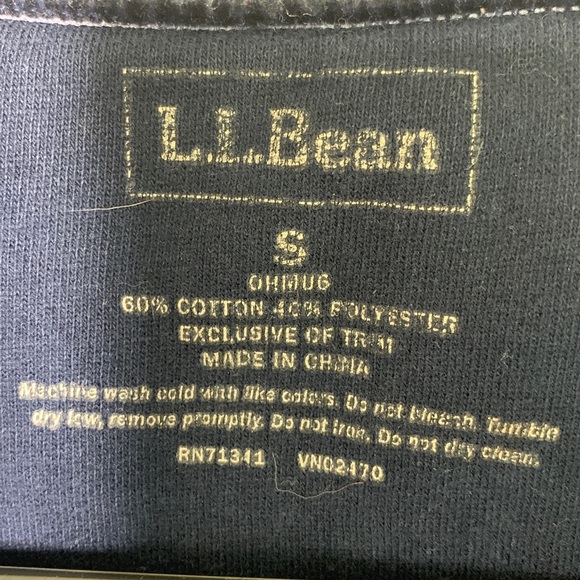 L.L.Bean
S
OHMUG
60% COTTON 40% POLYESTER
EXCLUSIVE OF TRIM
MADE IN CHINA
Machine wash cold with like colors. Do not bleach. Tumble
dry low, remove promptly. Do not iron. Do not dry clean.
RN71341 VN02470